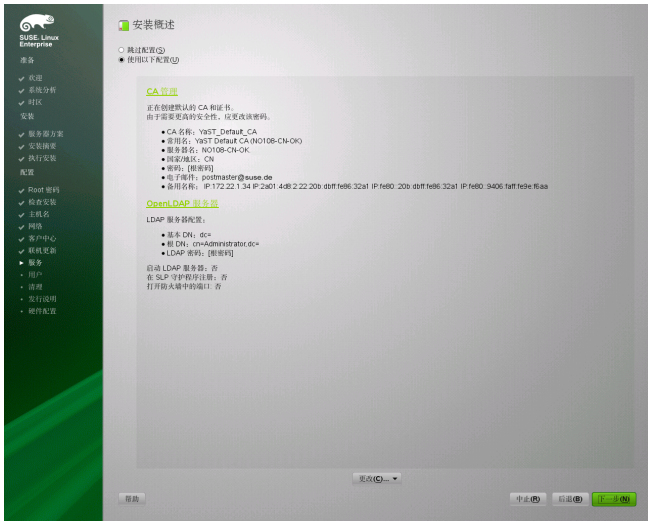 SUSE. Linux
Enterprise
准备
欢迎
系统分析
时区
安装
服务器方案
安装摘要
执行安装
配置
Root 密码
检查安装
主机名
网络
客户中心
联机更新
服务
用户
清理
发行说明
硬件配置
安装概述
跳过配置(S)
使用以下配置(U)
CA 管理
正在创建默认的 CA 和证书。
由于需要更高的安全性，应更改该密码。
CA 名称：YaST_Default_CA
常用名：YaST Default CA (NO10B-CN-OK)
服务器名：NO10B-CN-OK.
国家/地区：CN
密码：[根密码]
电子邮件：postmaster@suse.de
备用名称： IP:172.22.1.34 IP:2a01:4d8:2:22:20b:dbff:fe86:32a1 IP:fe80::20b:dbff:fe86:32a1 IP:fe80::9406:faff:fe9e:f6aa
OpenLDAP 服务器
LDAP 服务器配置：
基本 DN：dc=
根 DN：cn=Administrator,dc=
LDAP 密码：[根密码]
启动 LDAP 服务器：否
在 SLP 守护程序注册：否
打开防火墙中的端口: 否
更改(C)...
帮助
中止(R)
后退(B)
下一步(N)